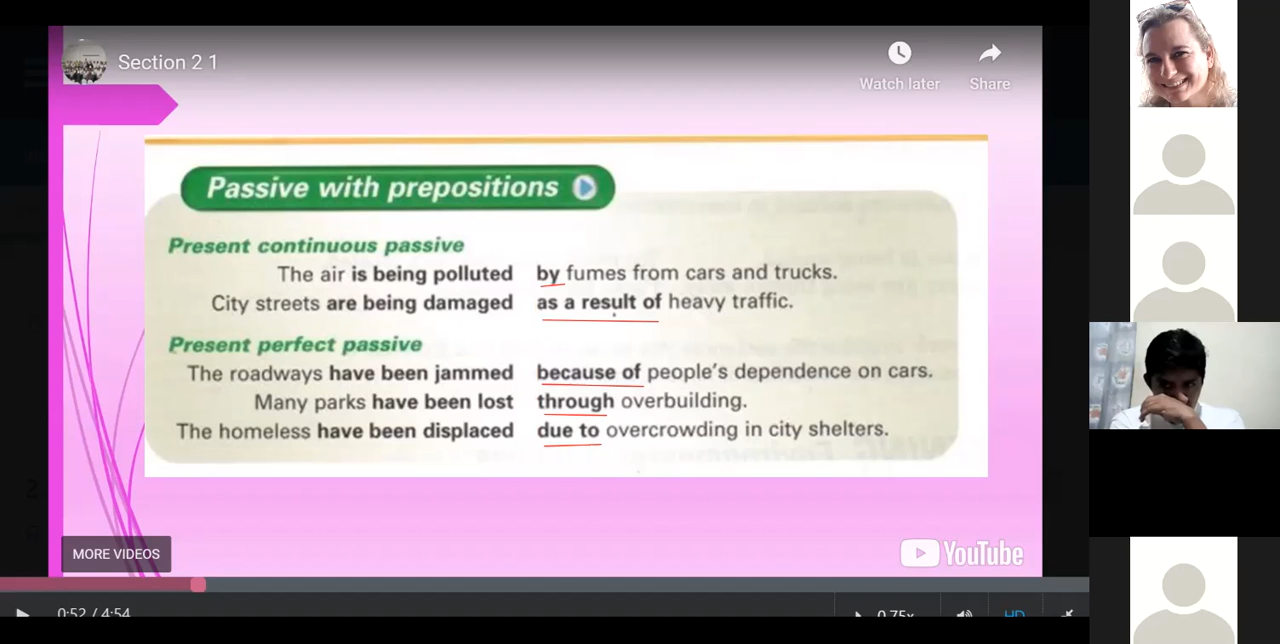 Section 2 1
Watch later
Share
Passive with prepositions
Present continuous passive
The air is being polluted by fumes from cars and trucks.
City streets are being damaged as a result of heavy traffic.
Present perfect passive
The roadways have been jammed because of people's dependence on cars.
Many parks have been lost through overbuilding.
The homeless have been displaced due to overcrowding in city shelters.
MORE VIDEOS
YouTube
0:52 / 4:54
0.75x
HD